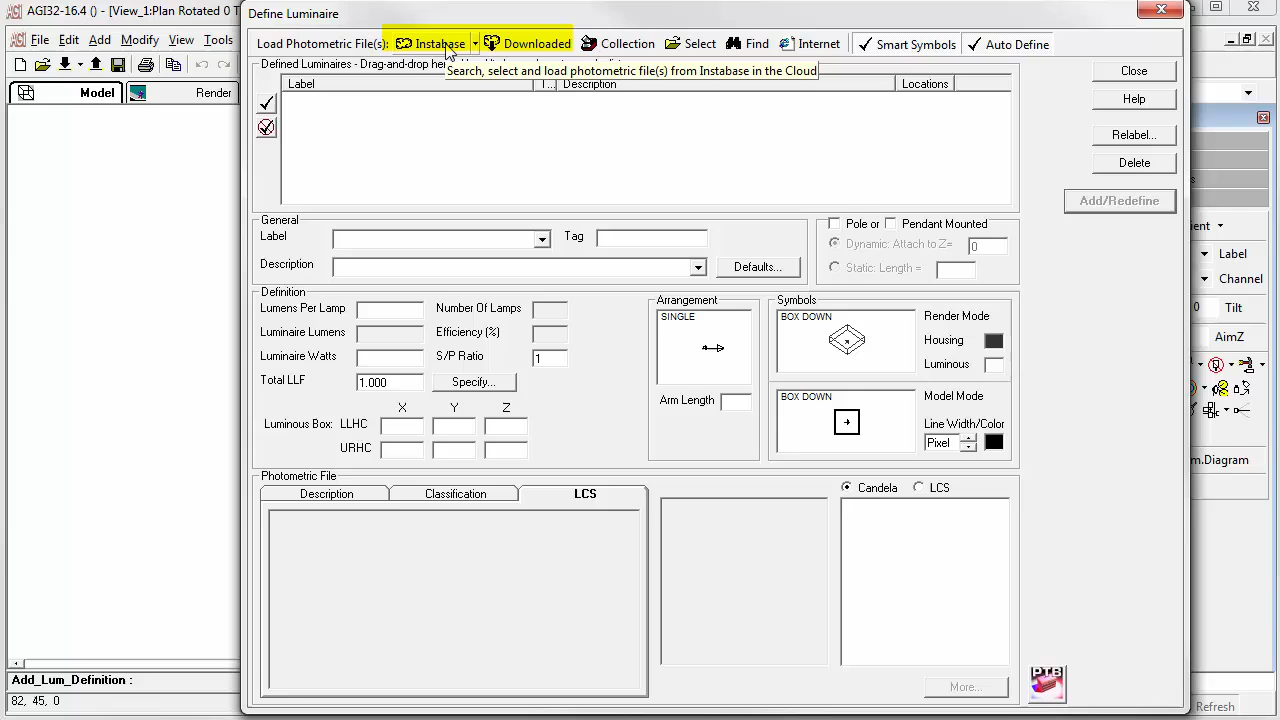 AGI32-16.4 () - [View_1:Plan Rotated 0 T
File Add Modify View Tools
Model Render
Add_Lum_Definition :
82, 45, 0
Define Luminaire
Load Photometric File(s): Instabase Downloaded Collection Select Find Internet Smart Symbols Auto Define
Search, select and load photometric file(s) from Instabase in the Cloud
Defined Luminaires - Drag-and-drop her
Label T... Description Locations
Close
Help
Relabel...
Delete
Add/Redefine
General
Label Tag
Description Defaults...
Pole or Pendant Mounted
Dynamic: Attach to Z= 0
Static: Length =
Definition
Lumens Per Lamp Number Of Lamps
Luminaire Lumens Efficiency (%)
Luminaire Watts S/P Ratio 1
Total LLF 1.000 Specify...
X Y Z
Luminous Box: LLHC
URHC
Arrangement
SINGLE
Arm Length
Symbols
BOX DOWN Render Mode
Housing
Luminous
BOX DOWN Model Mode
Line Width/Color
Pixel
Photometric File
Description Classification LCS
Candela LCS
More...
PTB
ient
Label
Channel
0 Tilt
AimZ
m.Diagram
Refresh